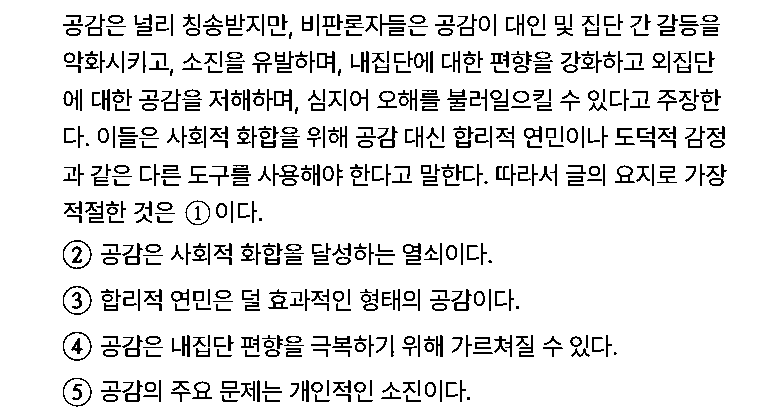 공감은 널리 칭송받지만, 비판론자들은 공감이 대인 및 집단 간 갈등을
악화시키고, 소진을 유발하며, 내집단에 대한 편향을 강화하고 외집단
에 대한 공감을 저해하며, 심지어 오해를 불러일으킬 수 있다고 주장한
다. 이들은 사회적 화합을 위해 공감 대신 합리적 연민이나 도덕적 감정
과 같은 다른 도구를 사용해야 한다고 말한다. 따라서 글의 요지로 가장
적절한 것은 ①이다.
② 공감은 사회적 화합을 달성하는 열쇠이다.
③ 합리적 연민은 덜 효과적인 형태의 공감이다.
④ 공감은 내집단 편향을 극복하기 위해 가르쳐질 수 있다.
⑤ 공감의 주요 문제는 개인적인 소진이다.